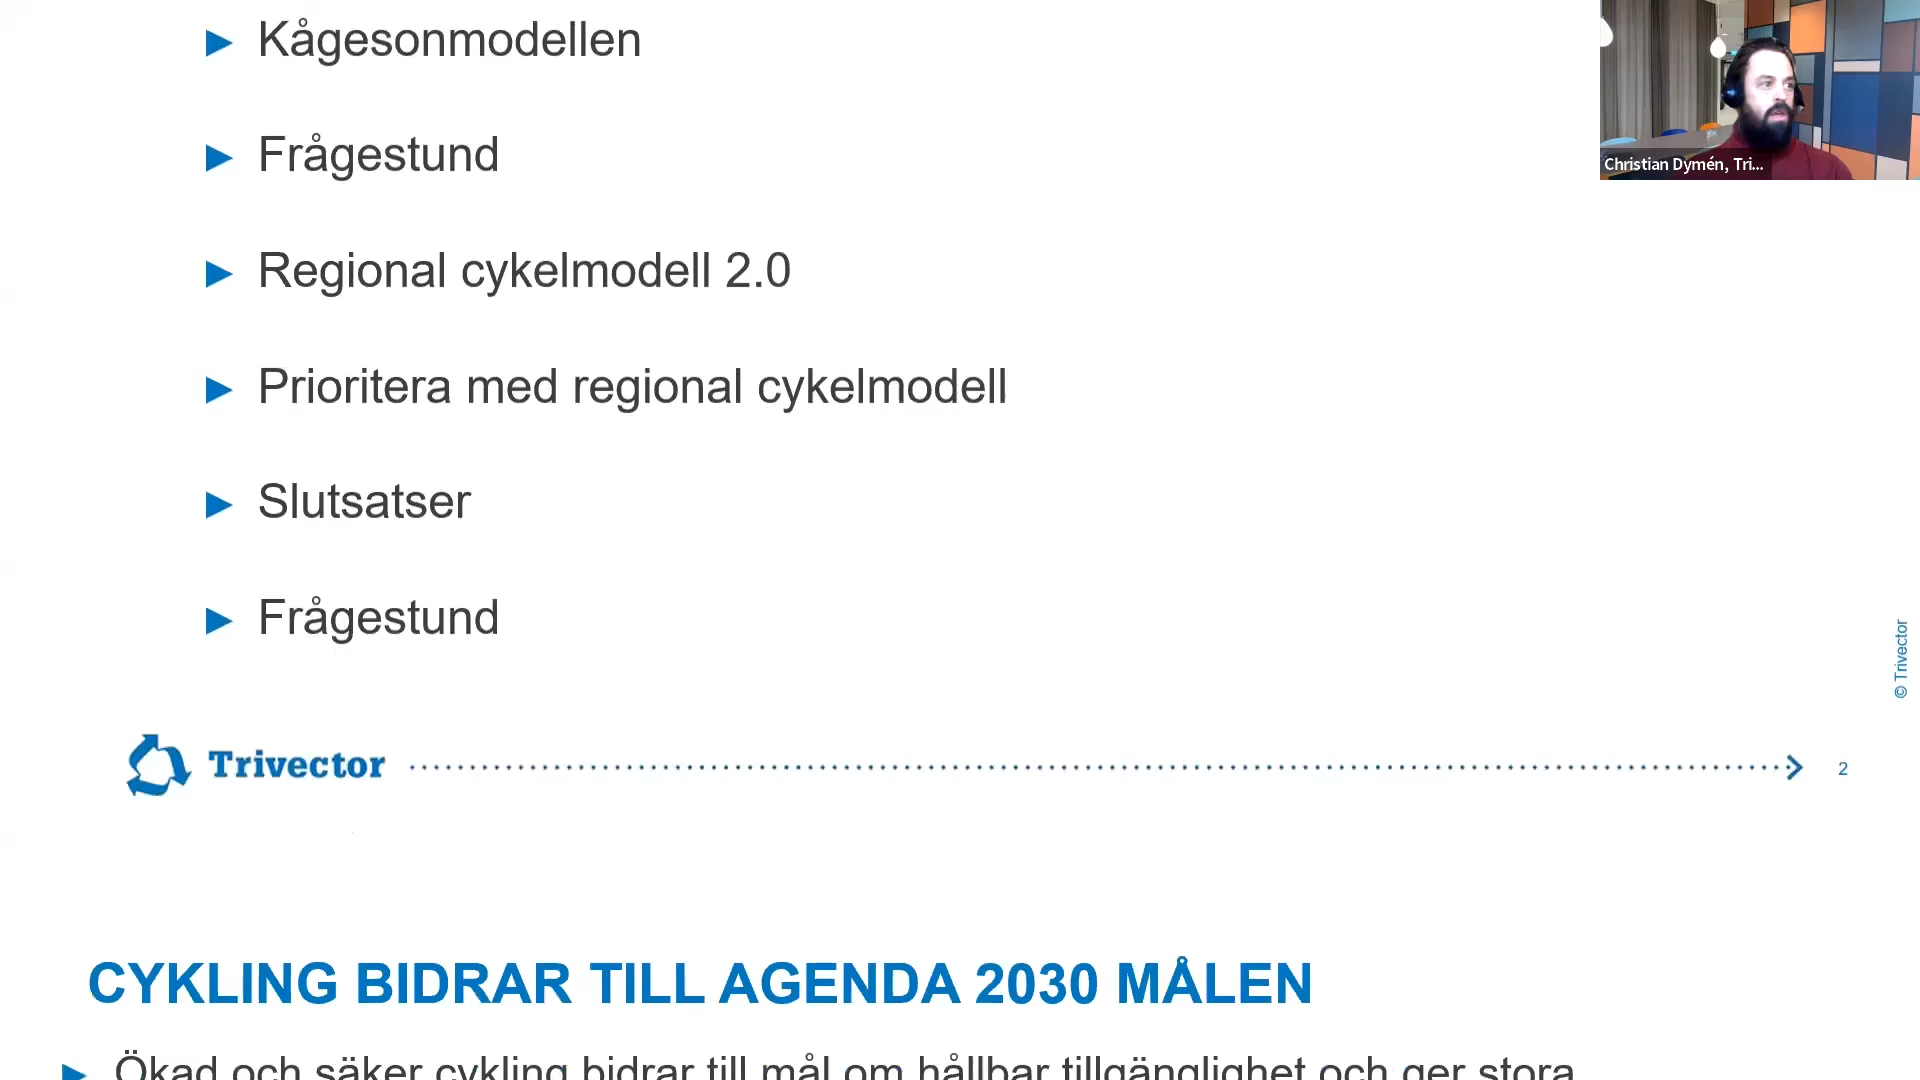 Kågesonmodellen
Frågestund
Regional cykelmodell 2.0
Prioritera med regional cykelmodell
Slutsatser
Frågestund
Christian Dymén, Tri...
© Trivector
Trivector
2
CYKLING BIDRAR TILL AGENDA 2030 MÅLEN
Ökad och säker cykling bidrar till mål om hållbar tillgänglighet och ger stora